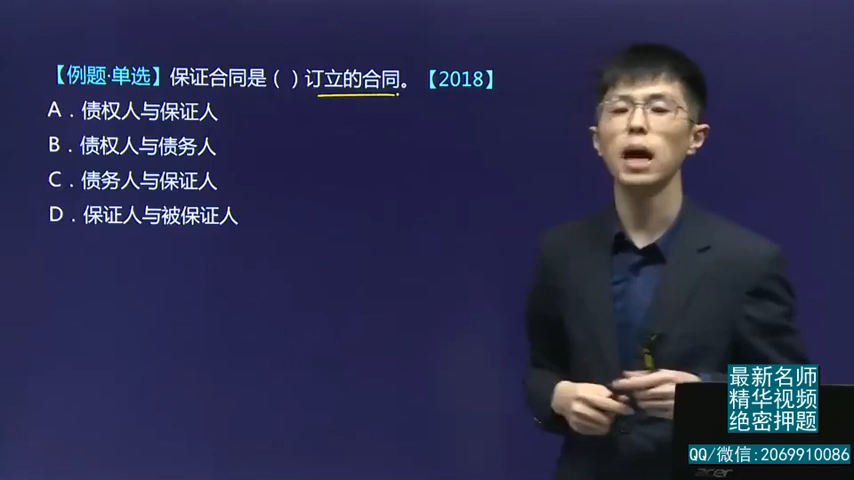 【例题·单选】保证合同是（ ）订立的合同。【2018】
A．债权人与保证人
B．债权人与债务人
C．债务人与保证人
D．保证人与被保证人
最新名师
精华视频
绝密押题
QQ/微信:2069910086
acer